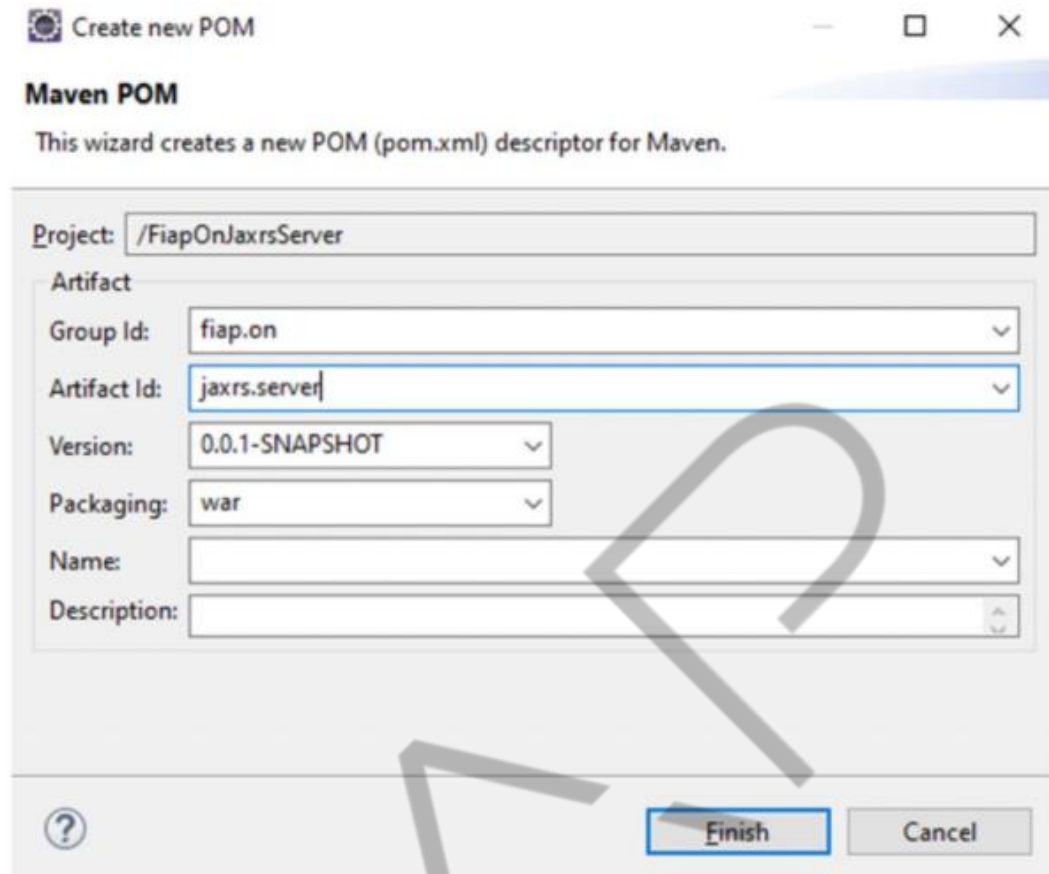 Create new POM
Maven POM
This wizard creates a new POM (pom.xml) descriptor for Maven.
Project: /FiapOnJaxrsServer
Artifact
Group Id: fiap.on
Artifact Id: jaxrs.server
Version: 0.0.1-SNAPSHOT
Packaging: war
Name:
Description:
Finish Cancel